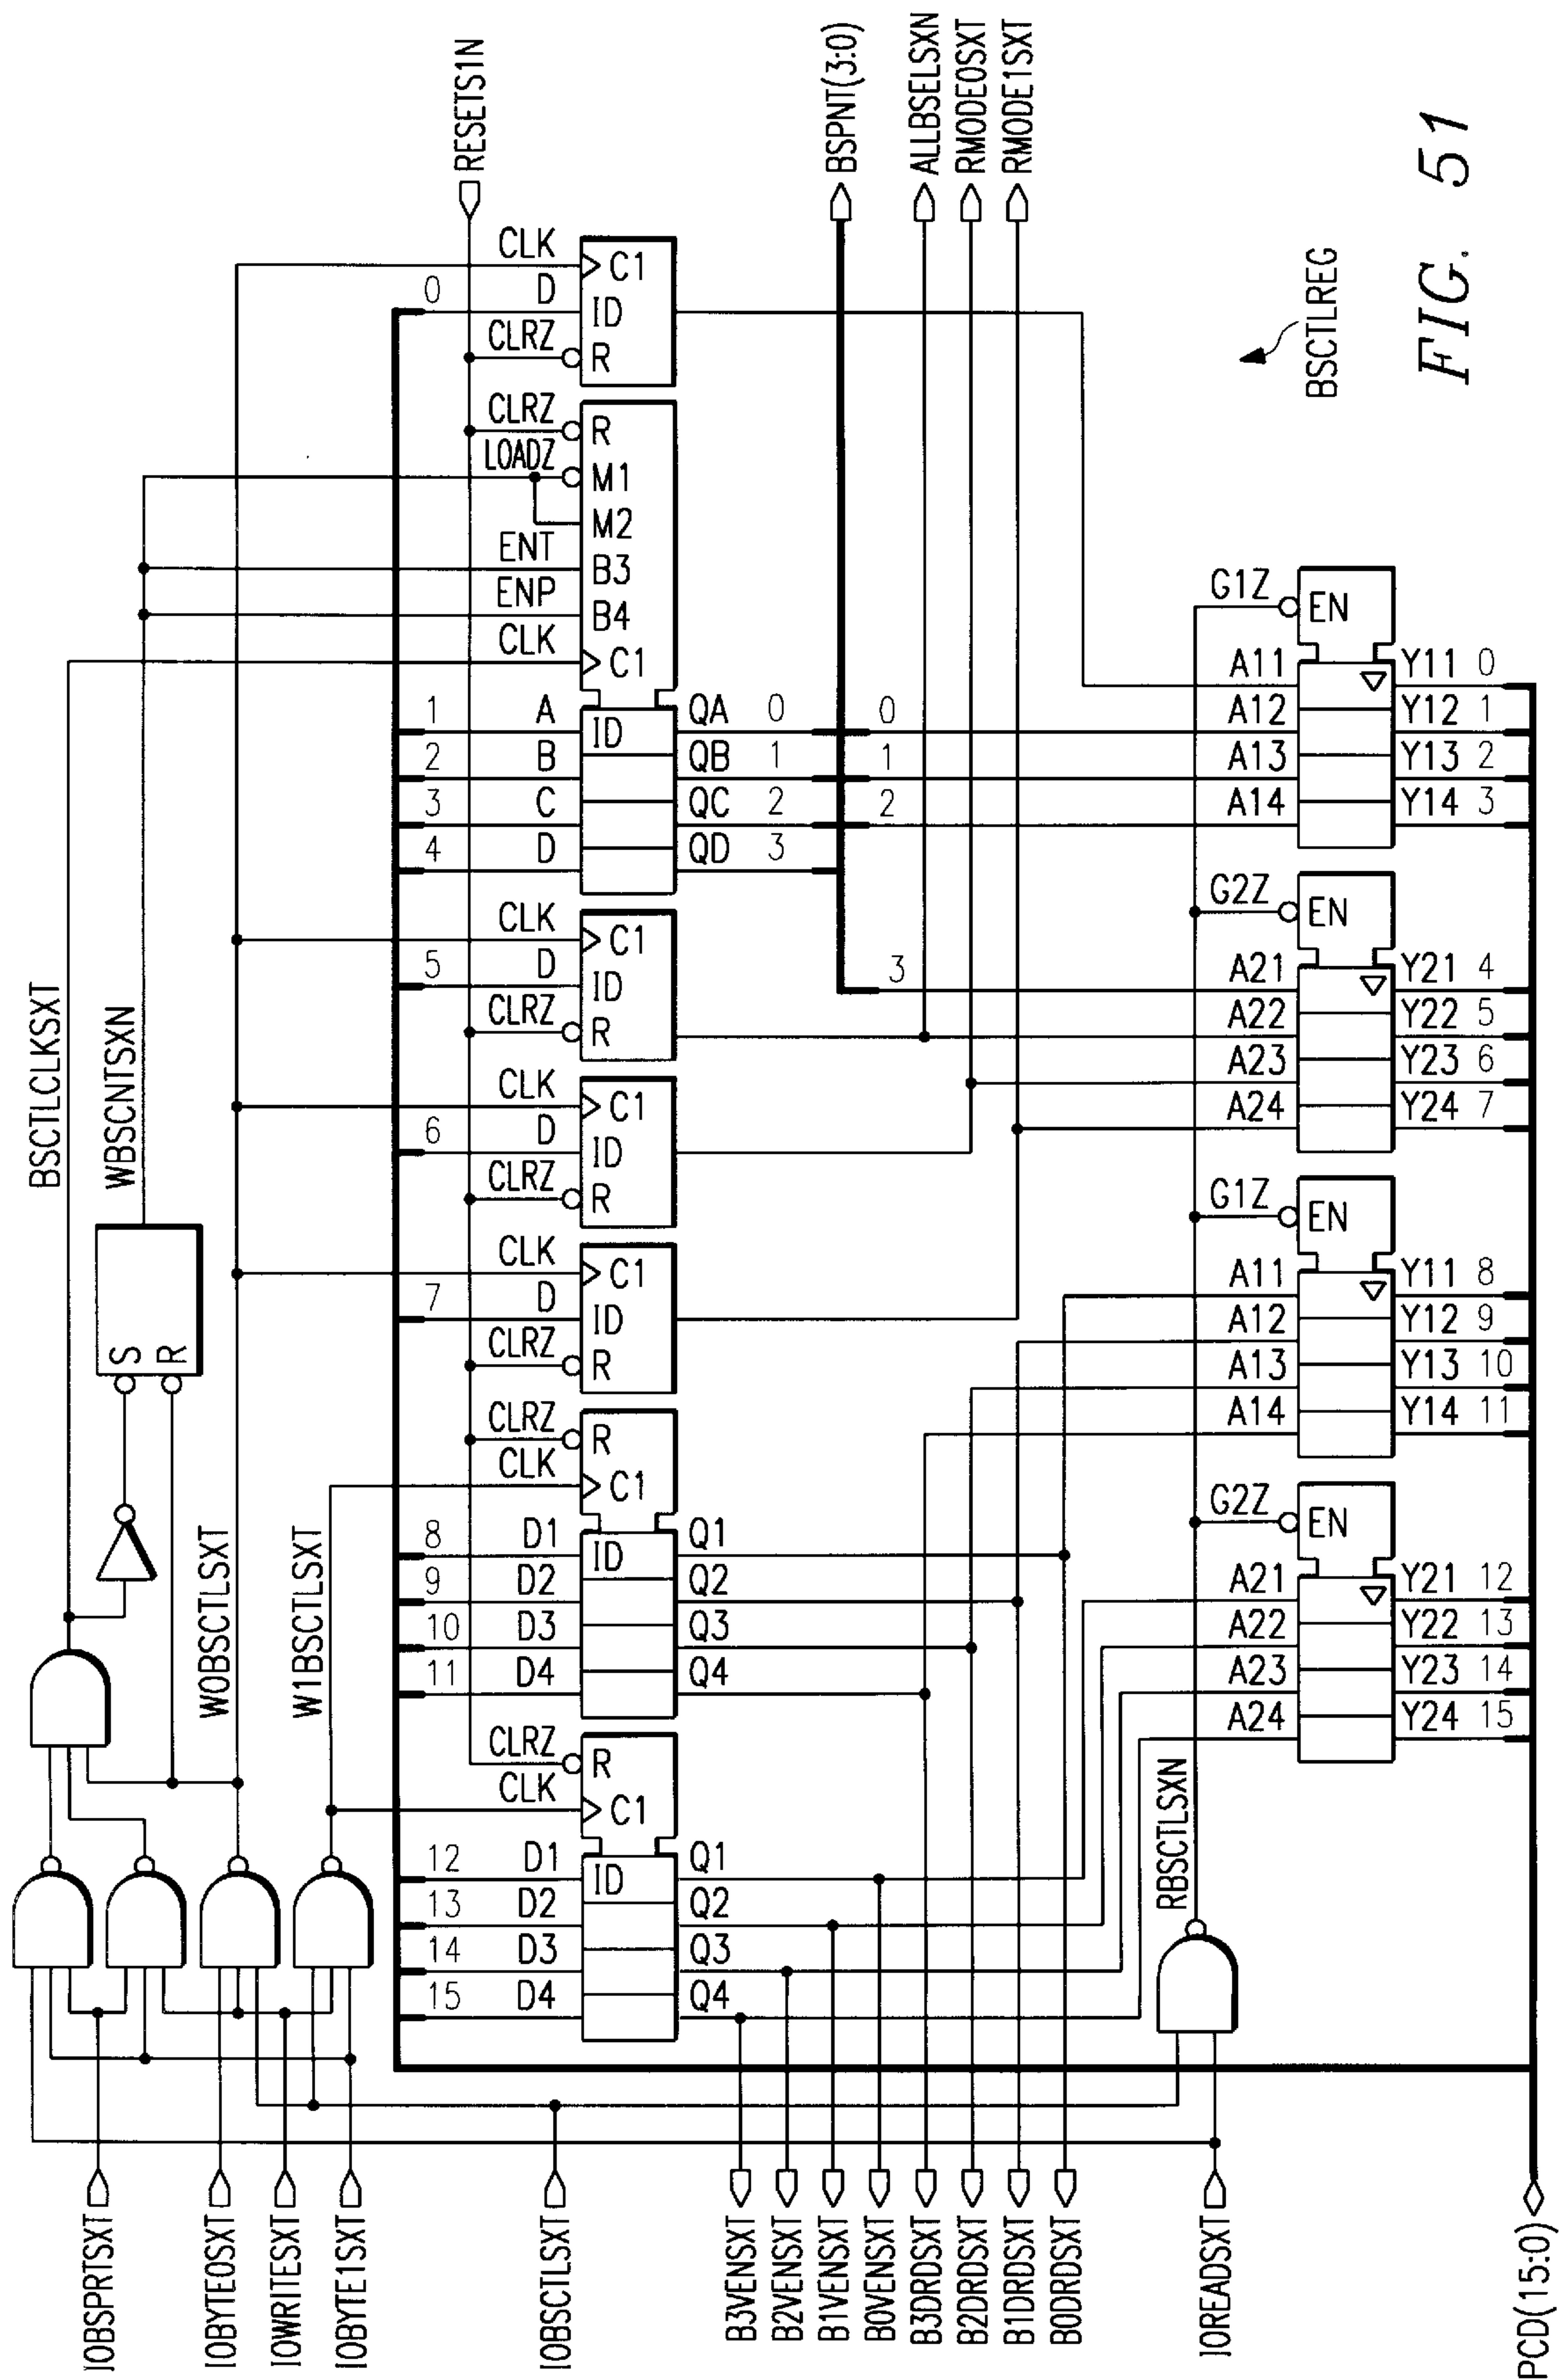 IOBSPRTSXT
IOBYTE0SXT
IOWRITESXT
IOBYTE1SXT
IOBSCTLSXT
B3VENSXT
B2VENSXT
B1VENSXT
B0VENSXT
B3DRDSXT
B2DRDSXT
B1DRDSXT
B0DRDSXT
IOREADSXT
PCD(15:0)
BSCTLCLKSXT
WBSCNTSXN
S
R
W0BSCTLSXT
W1BSCTLSXT
RESETS1N
BSPNT(3:0)
ALLBSELSXN
RMODE0SXT
RMODE1SXT
CLK
C1
0
D
ID
CLRZ
R
CLRZ
R
LOADZ
M1
M2
ENT
B3
ENP
B4
CLK
C1
1
A
ID
QA
0
0
2
B
QB
1
1
3
C
QC
2
2
4
D
QD
3
CLK
C1
5
D
ID
3
CLRZ
R
CLK
C1
6
D
ID
CLRZ
R
CLK
C1
7
D
ID
CLRZ
R
CLRZ
R
CLK
C1
8
D1
ID
Q1
9
D2
Q2
10
D3
Q3
11
D4
Q4
CLRZ
R
CLK
C1
12
D1
ID
Q1
13
D2
Q2
14
D3
Q3
15
D4
Q4
RBSCTLSXN
G1Z
EN
A11
Y11
0
A12
Y12
1
A13
Y13
2
A14
Y14
3
G2Z
EN
A21
Y21
4
A22
Y22
5
A23
Y23
6
A24
Y24
7
G1Z
EN
A11
Y11
8
A12
Y12
9
A13
Y13
10
A14
Y14
11
G2Z
EN
A21
Y21
12
A22
Y22
13
A23
Y23
14
A24
Y24
15
BSCTLREG
FIG. 51